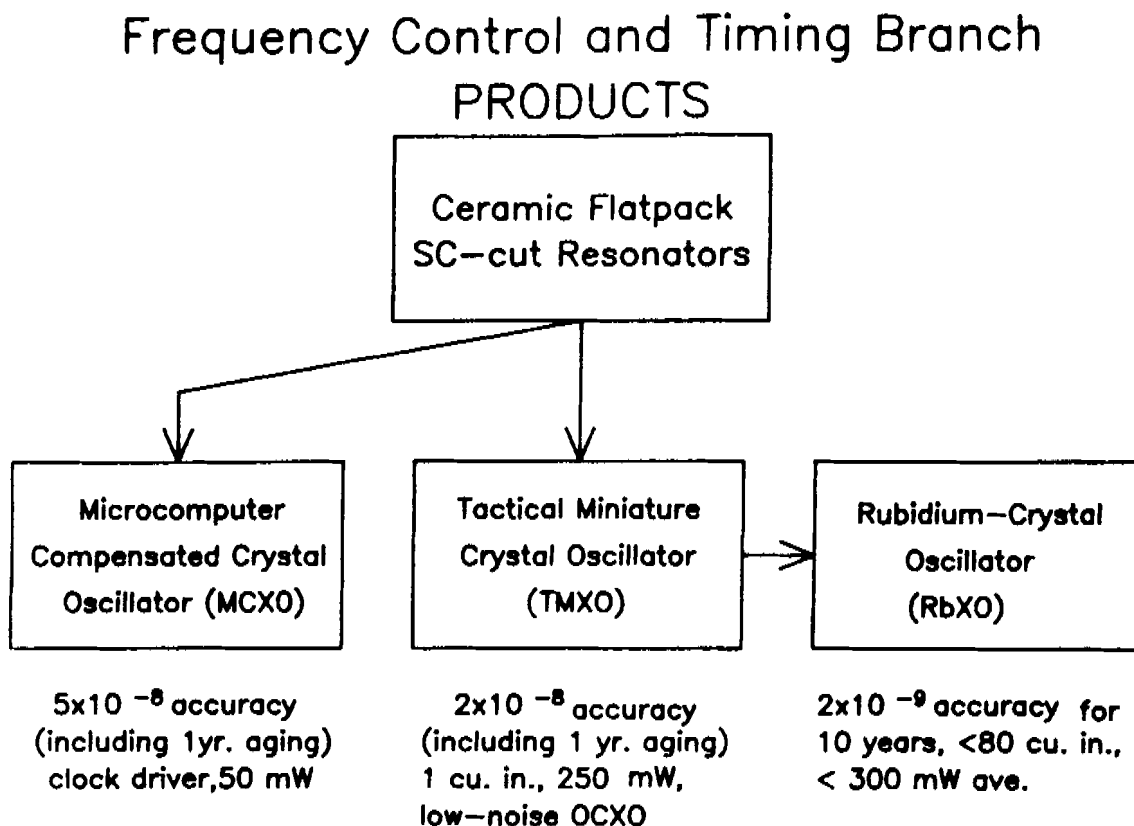 Frequency Control and Timing Branch
PRODUCTS
Ceramic Flatpack
SC-cut Resonators
Microcomputer
Compensated Crystal
Oscillator (MCXO)
Tactical Miniature
Crystal Oscillator
(TMXO)
Rubidium-Crystal
Oscillator
(RbXO)
5x10 ⁻⁸ accuracy
(including 1yr. aging)
clock driver,50 mW
2x10 ⁻⁸ accuracy
(including 1 yr. aging)
1 cu. in., 250 mW,
low-noise OCXO
2x10 ⁻⁹ accuracy for
10 years, <80 cu. in.,
< 300 mW ave.